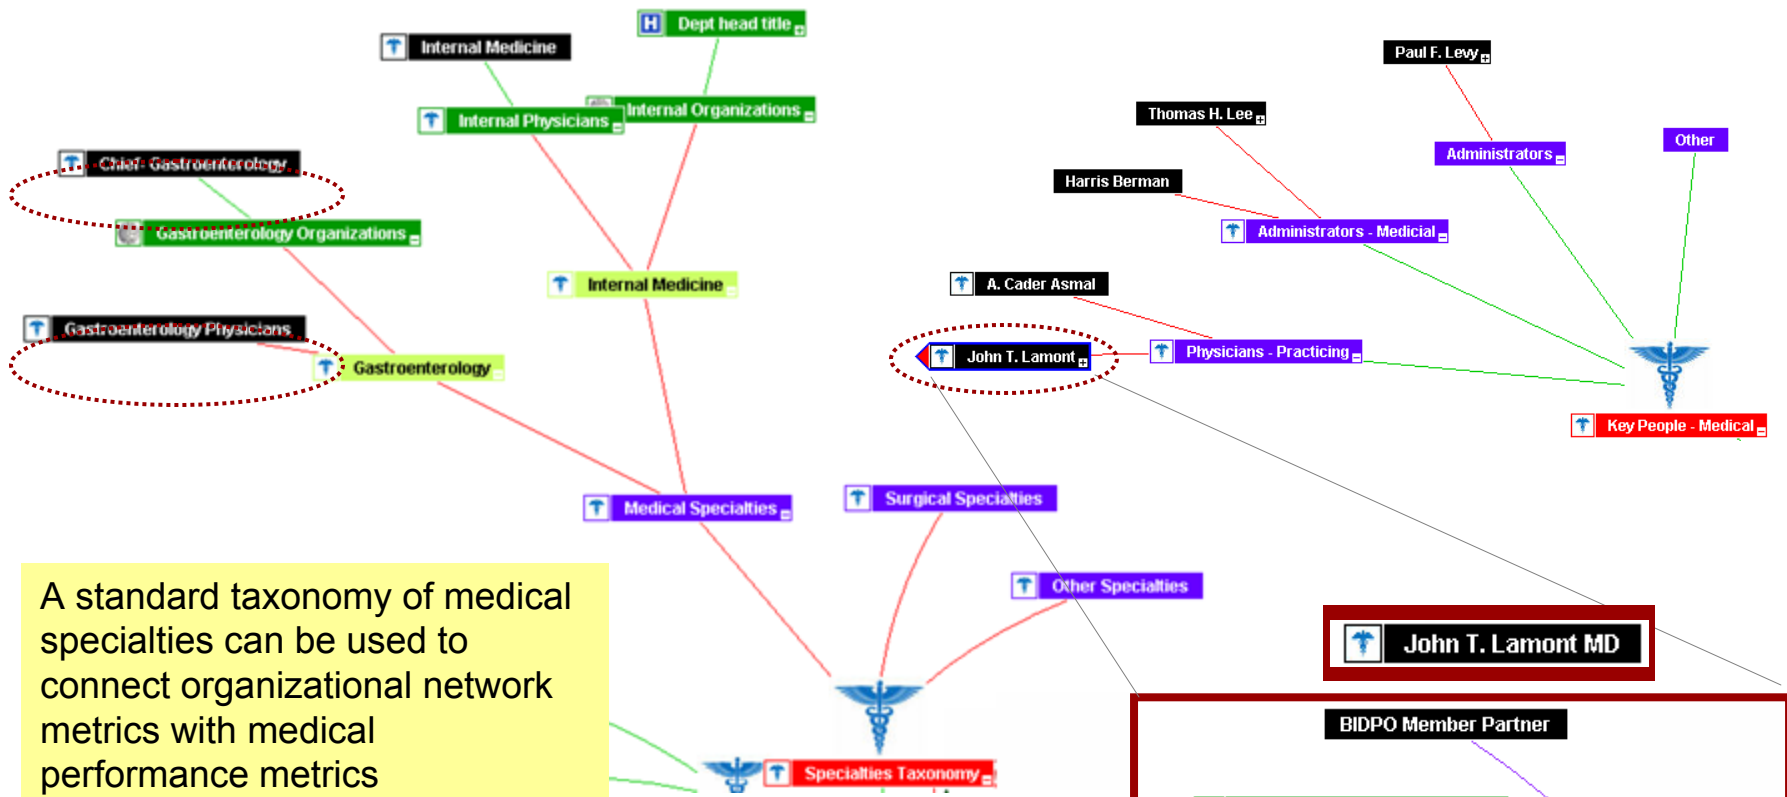 Dept head title
Internal Medicine
Paul F. Levy
Internal Physicians
Internal Organizations
Thomas H. Lee
Other
Administrators
Chief- Gastroenterology
Harris Berman
Gastroenterology Organizations
Administrators - Medicial
Internal Medicine
A. Cader Asmal
Gastroenterology Physicians
John T. Lamont
Physicians - Practicing
Gastroenterology
Key People - Medical
Medical Specialties
Surgical Specialties
Other Specialties
A standard taxonomy of medical
specialties can be used to
connect organizational network
metrics with medical
performance metrics
John T. Lamont MD
BIDPO Member Partner
Specialties Taxonomy